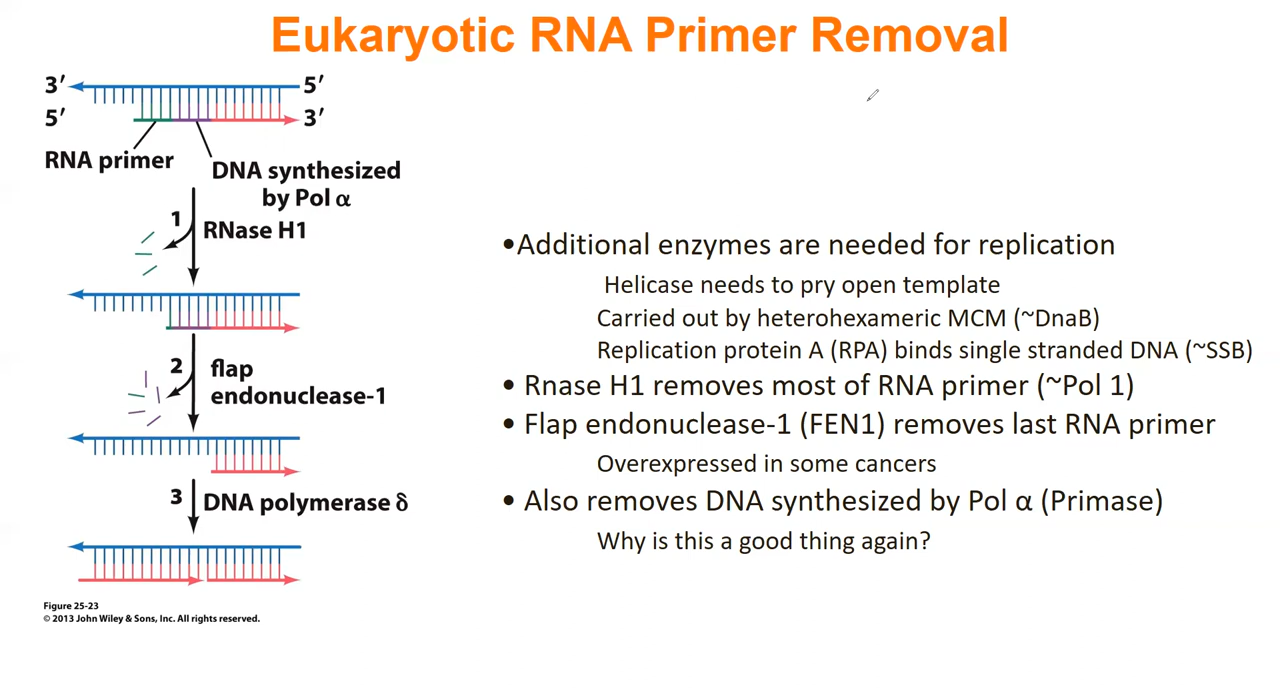 Eukaryotic RNA Primer Removal
3′ 5′
5′ 3′
RNA primer
DNA synthesized
by Pol α
1
RNase H1
2
flap
endonuclease-1
3
DNA polymerase δ
Figure 25-23
© 2013 John Wiley & Sons, Inc. All rights reserved.
•Additional enzymes are needed for replication
Helicase needs to pry open template
Carried out by heterohexameric MCM (~DnaB)
Replication protein A (RPA) binds single stranded DNA (~SSB)
• Rnase H1 removes most of RNA primer (~Pol 1)
• Flap endonuclease-1 (FEN1) removes last RNA primer
Overexpressed in some cancers
• Also removes DNA synthesized by Pol α (Primase)
Why is this a good thing again?